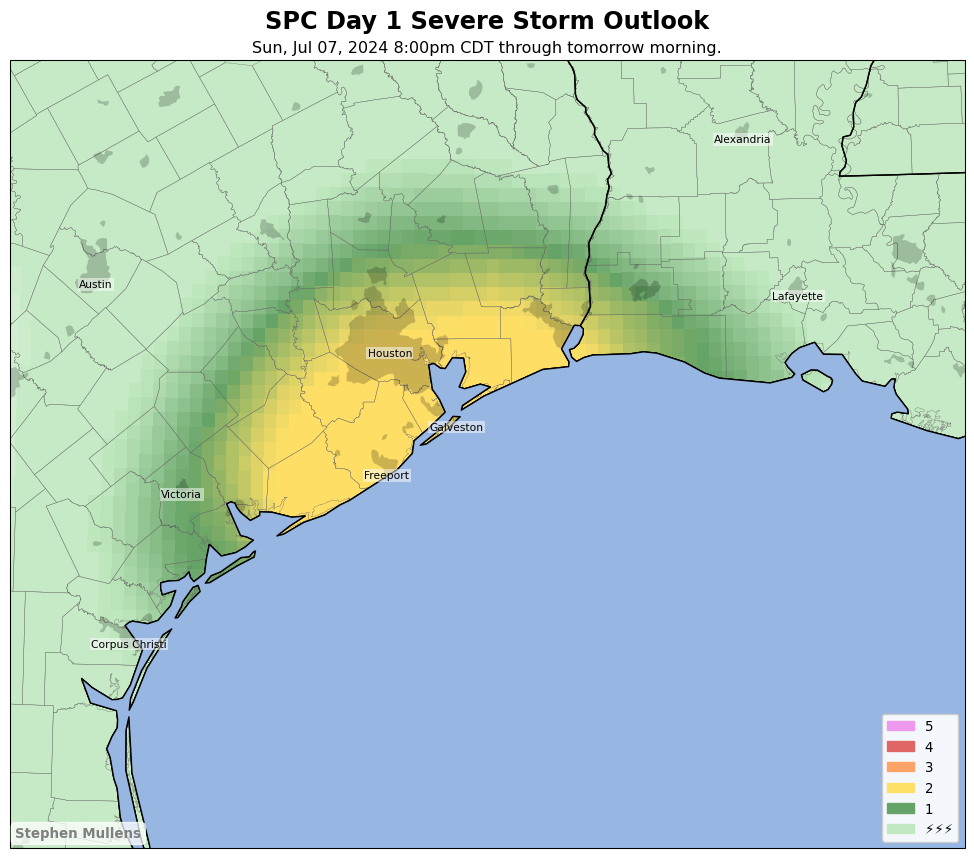 SPC Day 1 Severe Storm Outlook
Sun, Jul 07, 2024 8:00pm CDT through tomorrow morning.
Alexandria
Austin
Lafayette
Houston
Galveston
Freeport
Victoria
Corpus Christi
5
4
3
2
1
⚡⚡⚡
Stephen Mullens